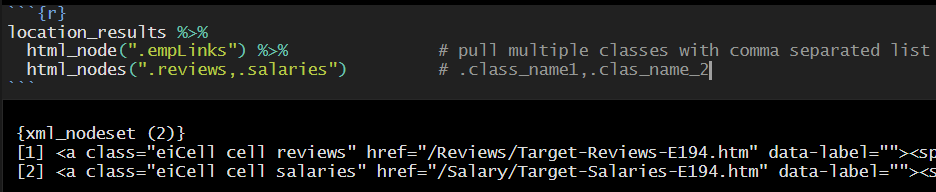 ```{r}
location_results %>%
html_node(".empLinks") %>% # pull multiple classes with comma separated list
html_nodes(".reviews,.salaries") # .class_name1,.clas_name_2
```
{xml_nodeset (2)}
[1] <a class="eiCell cell reviews" href="/Reviews/Target-Reviews-E194.htm" data-label=""><sp
[2] <a class="eiCell cell salaries" href="/Salary/Target-Salaries-E194.htm" data-label=""><s